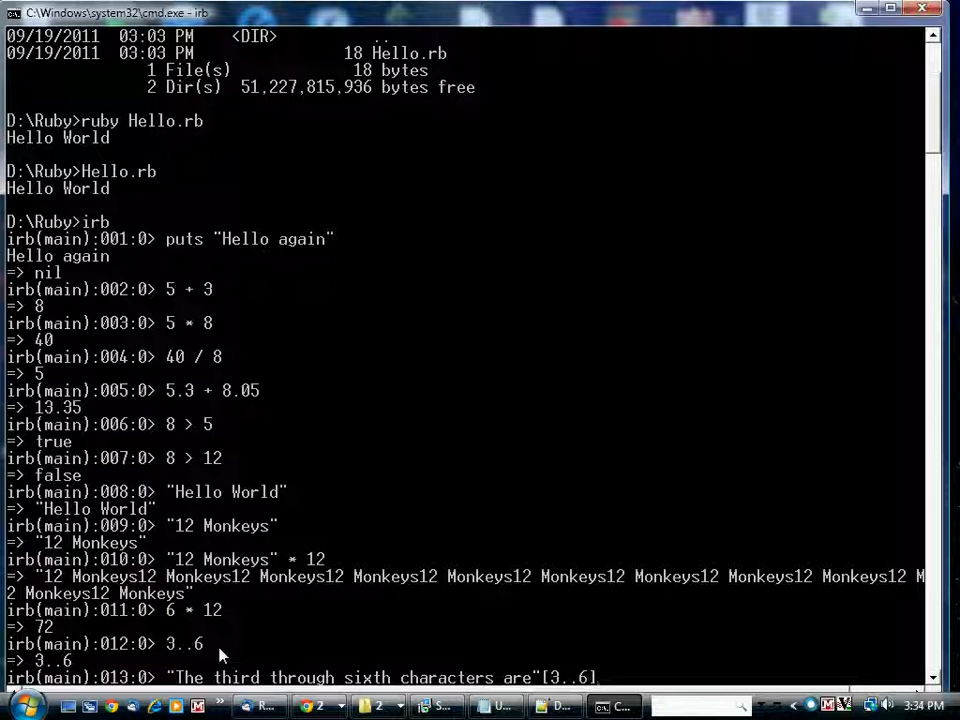 C:\Windows\system32\cmd.exe - irb
09/19/2011  03:03 PM    <DIR>          ..
09/19/2011  03:03 PM                18 Hello.rb
               1 File(s)             18 bytes
               2 Dir(s)  51,227,815,936 bytes free
D:\Ruby>ruby Hello.rb
Hello World
D:\Ruby>Hello.rb
Hello World
D:\Ruby>irb
irb(main):001:0> puts "Hello again"
Hello again
=> nil
irb(main):002:0> 5 + 3
=> 8
irb(main):003:0> 5 * 8
=> 40
irb(main):004:0> 40 / 8
=> 5
irb(main):005:0> 5.3 + 8.05
=> 13.35
irb(main):006:0> 8 > 5
=> true
irb(main):007:0> 8 > 12
=> false
irb(main):008:0> "Hello World"
=> "Hello World"
irb(main):009:0> "12 Monkeys"
=> "12 Monkeys"
irb(main):010:0> "12 Monkeys" * 12
=> "12 Monkeys12 Monkeys12 Monkeys12 Monkeys12 Monkeys12 Monkeys12 Monkeys12 Monkeys12 Monkeys12 M
2 Monkeys12 Monkeys"
irb(main):011:0> 6 * 12
=> 72
irb(main):012:0> 3..6
=> 3..6
irb(main):013:0> "The third through sixth characters are"[3..6]
R... 2 2 S... U... D... C... 3:34 PM